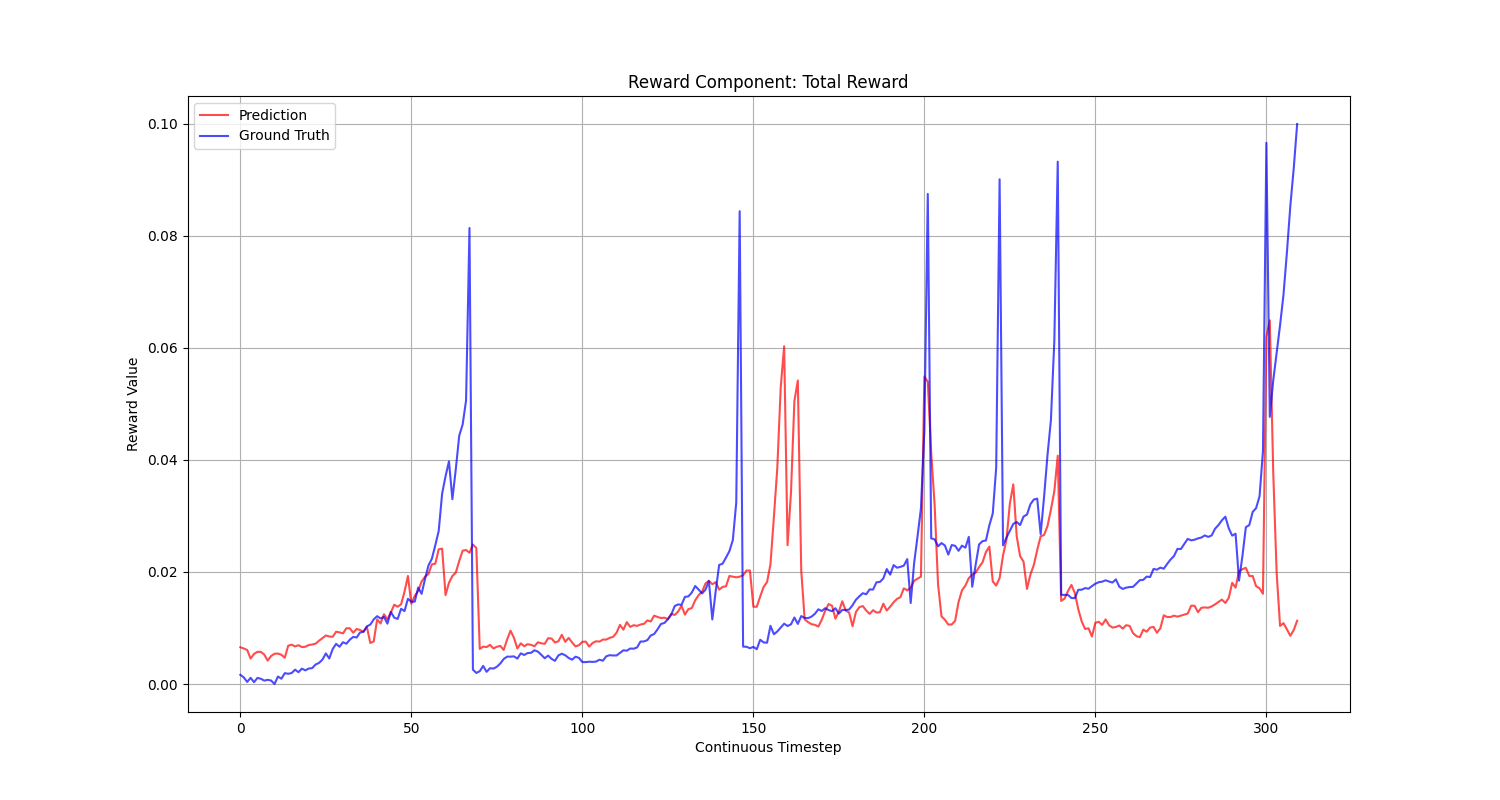 Reward Component: Total Reward
Prediction
Ground Truth
0.10
0.08
0.06
0.04
0.02
0.00
Reward Value
0 50 100 150 200 250 300
Continuous Timestep